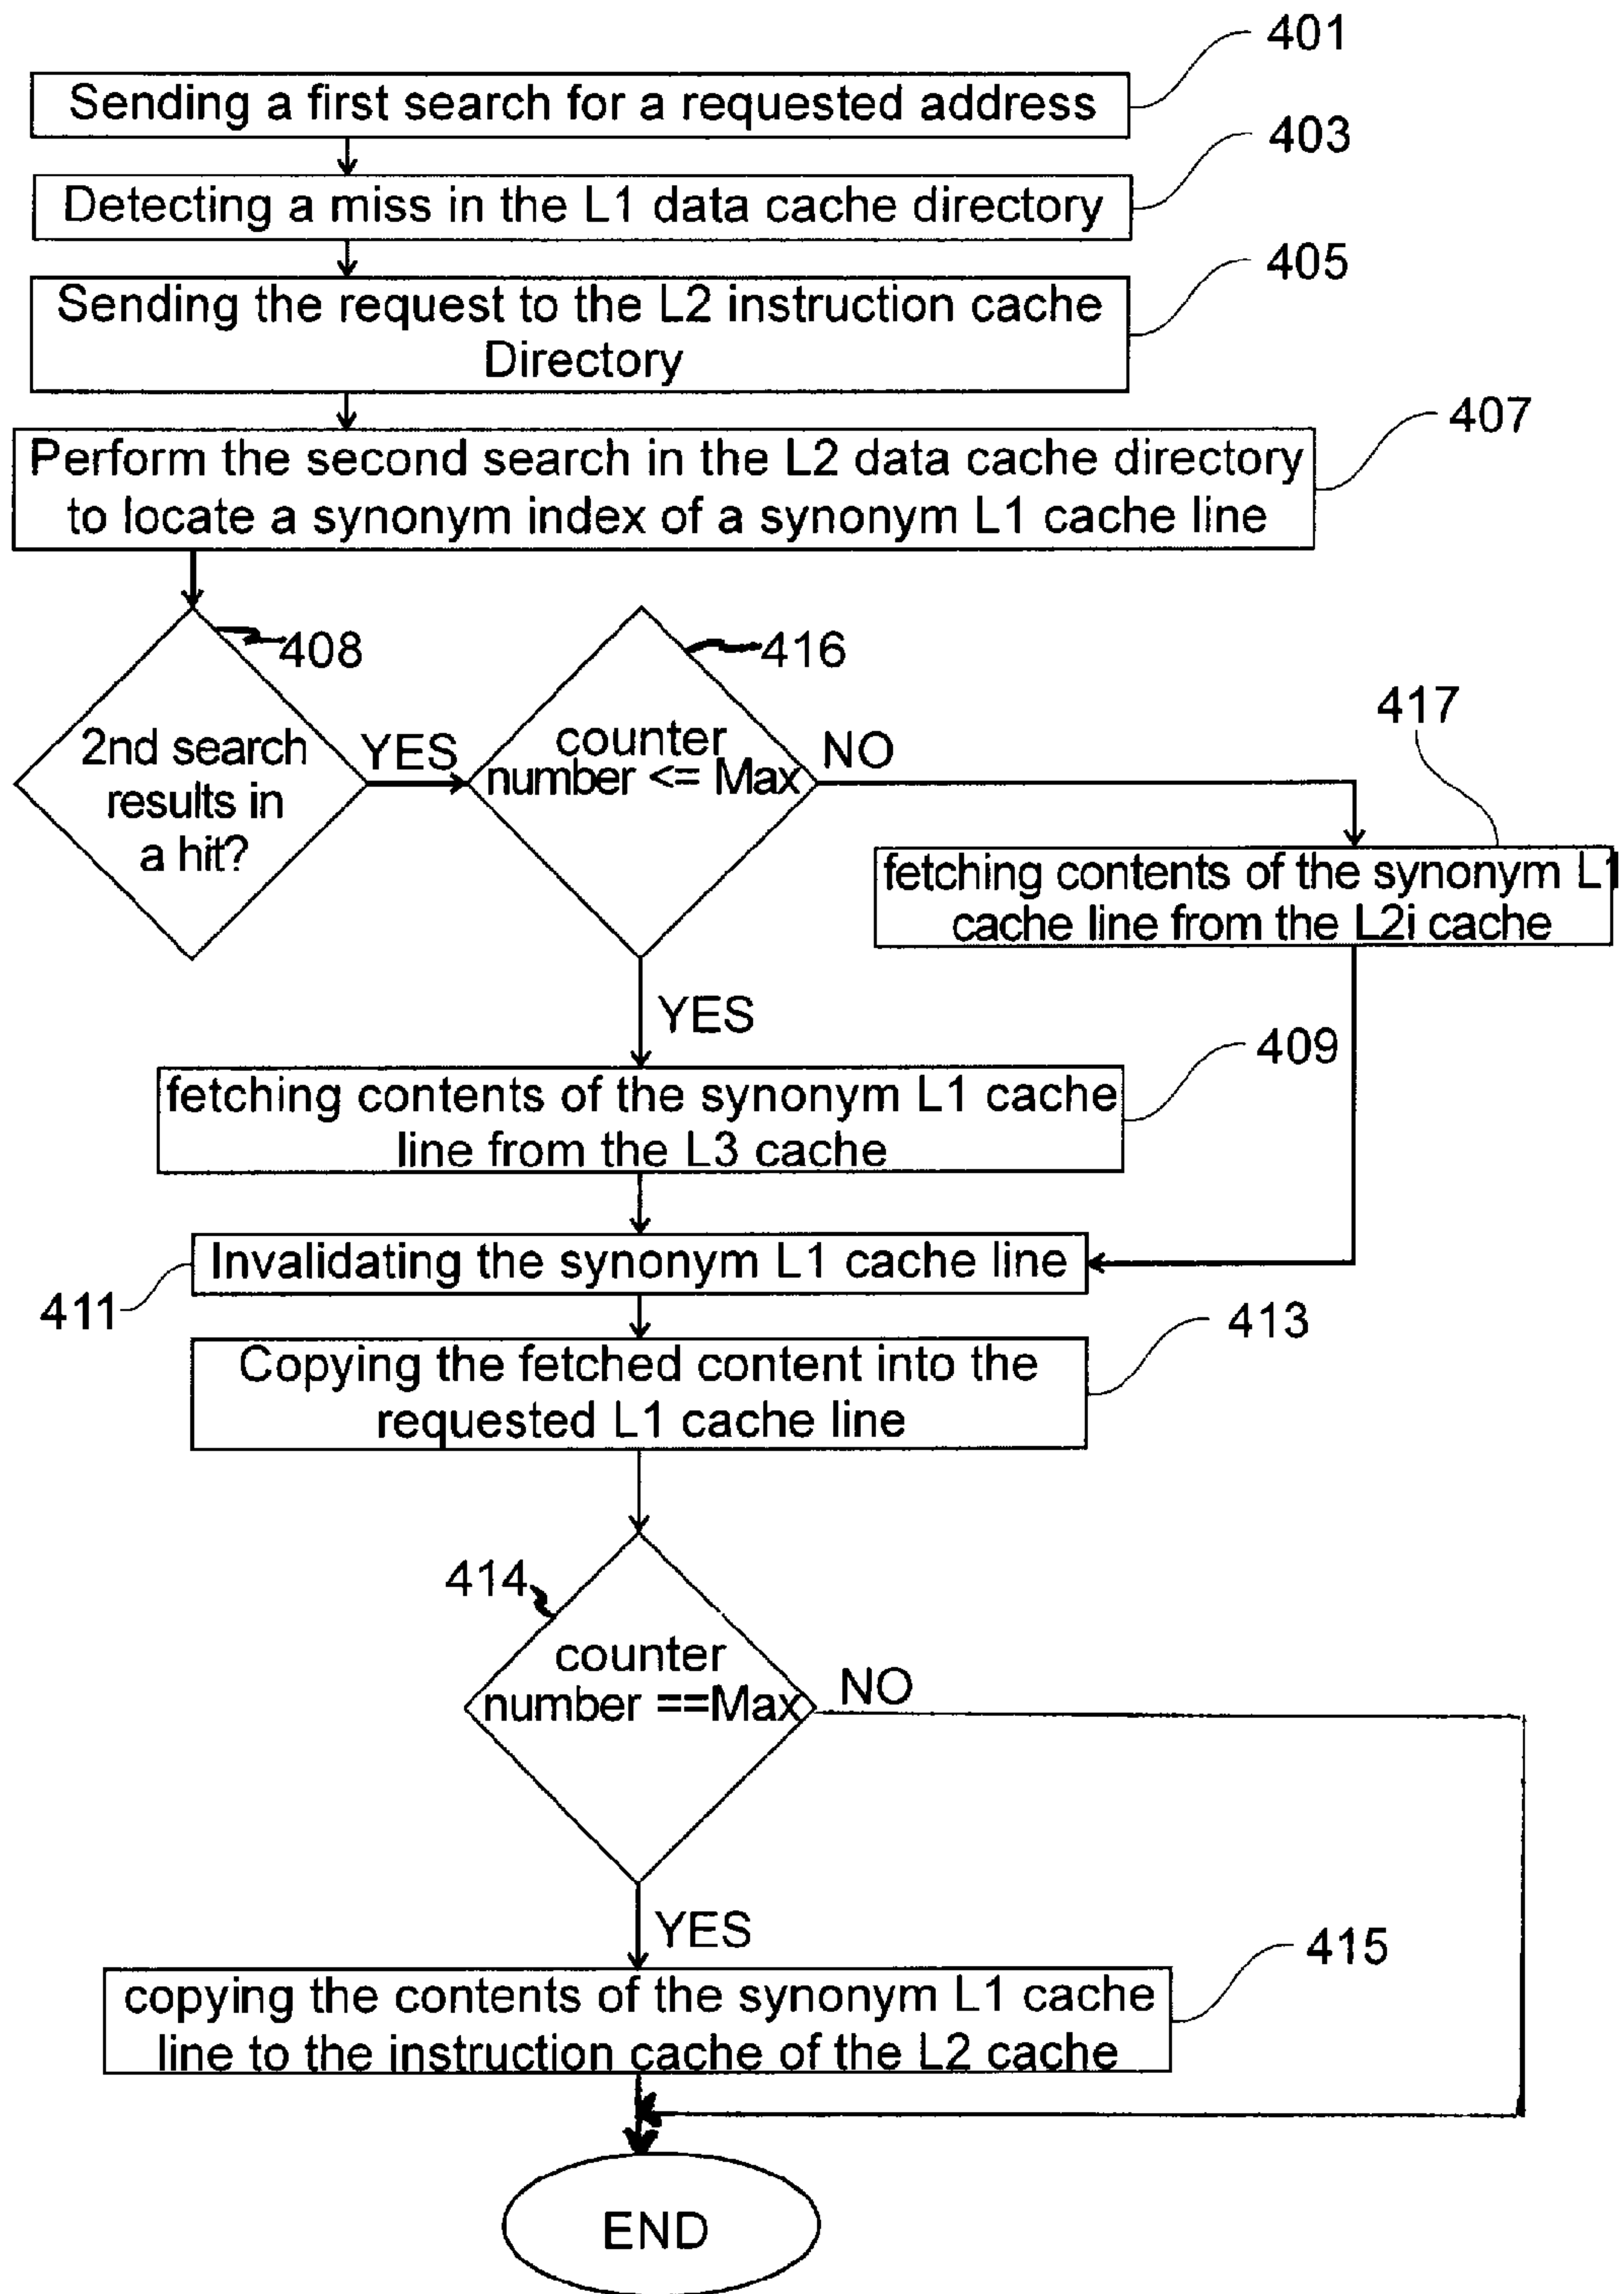 401
Sending a first search for a requested address
403
Detecting a miss in the L1 data cache directory
405
Sending the request to the L2 instruction cache
Directory
407
Perform the second search in the L2 data cache directory
to locate a synonym index of a synonym L1 cache line
408
2nd search
results in
a hit?
YES
416
counter
number <= Max
NO
417
fetching contents of the synonym L1
cache line from the L2i cache
YES
409
fetching contents of the synonym L1 cache
line from the L3 cache
Invalidating the synonym L1 cache line
411
413
Copying the fetched content into the
requested L1 cache line
414
counter
number ==Max
NO
YES
415
copying the contents of the synonym L1 cache
line to the instruction cache of the L2 cache
END